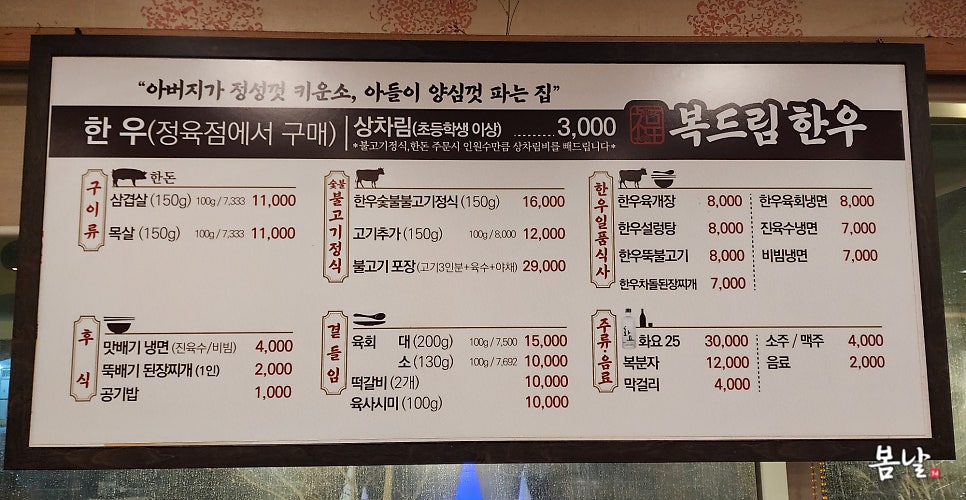 “아버지가 정성껏 키운소, 아들이 양심껏 파는 집”
한 우(정육점에서 구매) 상차림(초등학생 이상) ........ 3,000
*불고기정식,한돈 주문시 인원수만큼 상차림비를 빼드립니다*
복드림 한우
구이류
한돈
삼겹살 (150g) 100g / 7,333 11,000
목살 (150g) 100g / 7,333 11,000
숯불 불고기정식
한우숯불불고기정식 (150g) 16,000
고기추가 (150g) 100g / 8,000 12,000
불고기 포장 (고기3인분+육수+야채) 29,000
한우일품식사
한우육개장 8,000
한우설렁탕 8,000
한우뚝불고기 8,000
한우차돌된장찌개 7,000
한우육회냉면 8,000
진육수냉면 7,000
비빔냉면 7,000
후식
맛배기 냉면 (진육수/비빔) 4,000
뚝배기 된장찌개 (1인) 2,000
공기밥 1,000
곁들임
육회 대 (200g) 100g / 7,500 15,000
소 (130g) 100g / 7,692 10,000
떡갈비 (2개) 10,000
육사시미 (100g) 10,000
주류·음료
화요 25 30,000
복분자 12,000
막걸리 4,000
소주 / 맥주 4,000
음료 2,000
봄날